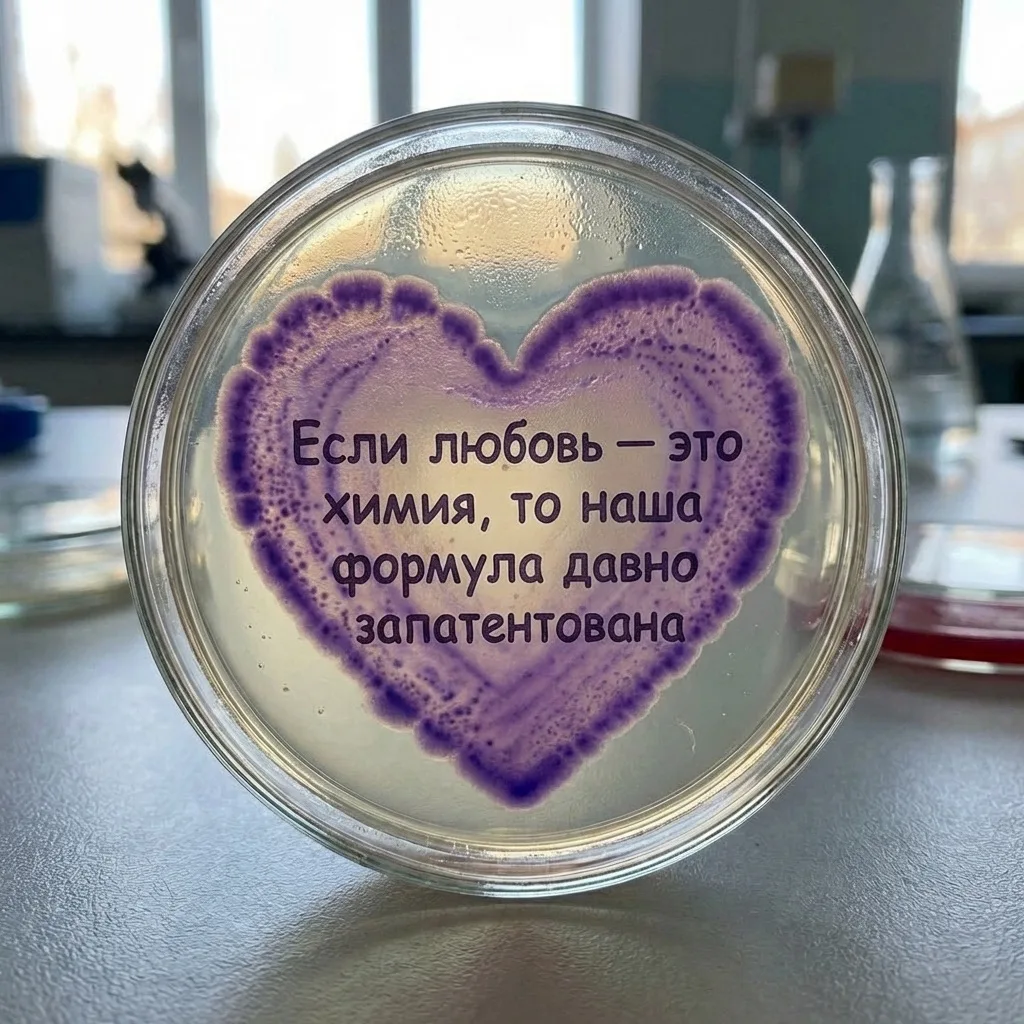 Если любовь — это
химия, то наша
формула давно
запатентована